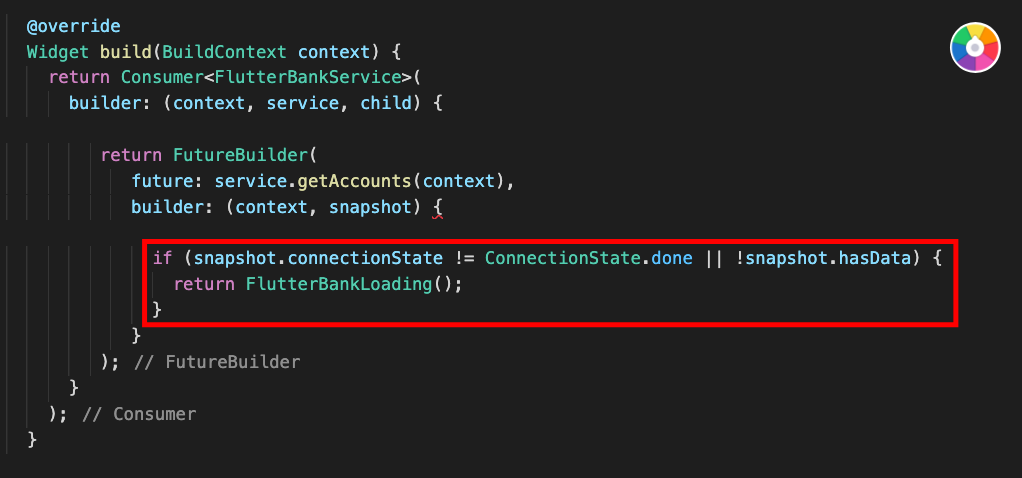 @override
Widget build(BuildContext context) {
return Consumer<FlutterBankService>(
builder: (context, service, child) {
return FutureBuilder(
future: service.getAccounts(context),
builder: (context, snapshot) {
if (snapshot.connectionState != ConnectionState.done || !snapshot.hasData) {
return FlutterBankLoading();
}
}
); // FutureBuilder
}
); // Consumer
}